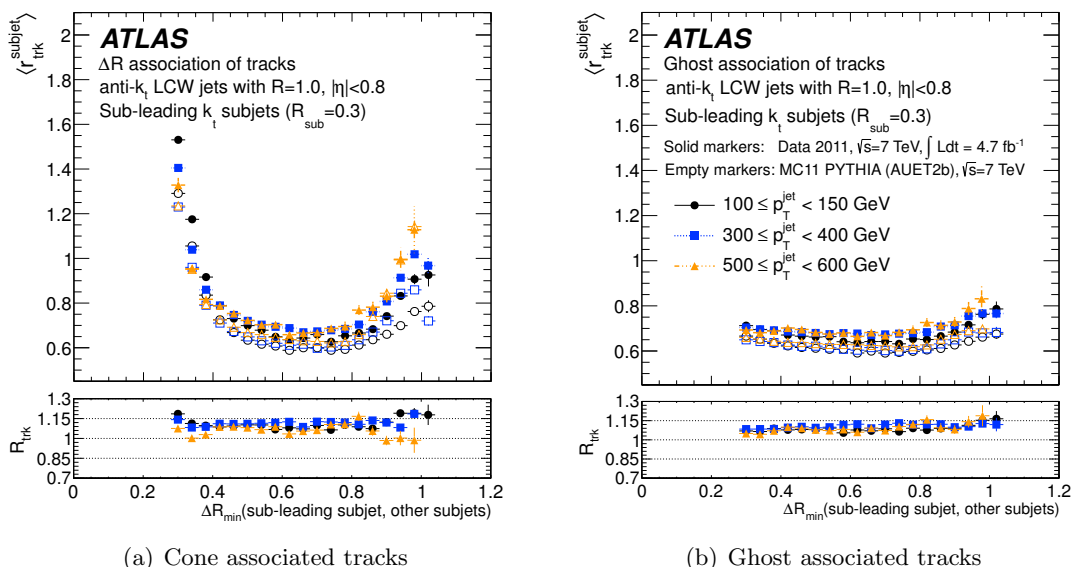 ⟨r_trk^subjet⟩
2
1.8
1.6
1.4
1.2
1
0.8
0.6
ATLAS
ΔR association of tracks
anti-k_t LCW jets with R=1.0, |η|<0.8
Sub-leading k_t subjets (R_sub=0.3)
R_trk
1.3
1.15
1
0.85
0.7
0 0.2 0.4 0.6 0.8 1 1.2
ΔR_min(sub-leading subjet, other subjets)
(a) Cone associated tracks
⟨r_trk^subjet⟩
2
1.8
1.6
1.4
1.2
1
0.8
0.6
ATLAS
Ghost association of tracks
anti-k_t LCW jets with R=1.0, |η|<0.8
Sub-leading k_t subjets (R_sub=0.3)
Solid markers: Data 2011, √s=7 TeV, ∫ Ldt = 4.7 fb⁻¹
Empty markers: MC11 PYTHIA (AUET2b), √s=7 TeV
100 ≤ p_T^jet < 150 GeV
300 ≤ p_T^jet < 400 GeV
500 ≤ p_T^jet < 600 GeV
R_trk
1.3
1.15
1
0.85
0.7
0 0.2 0.4 0.6 0.8 1 1.2
ΔR_min(sub-leading subjet, other subjets)
(b) Ghost associated tracks